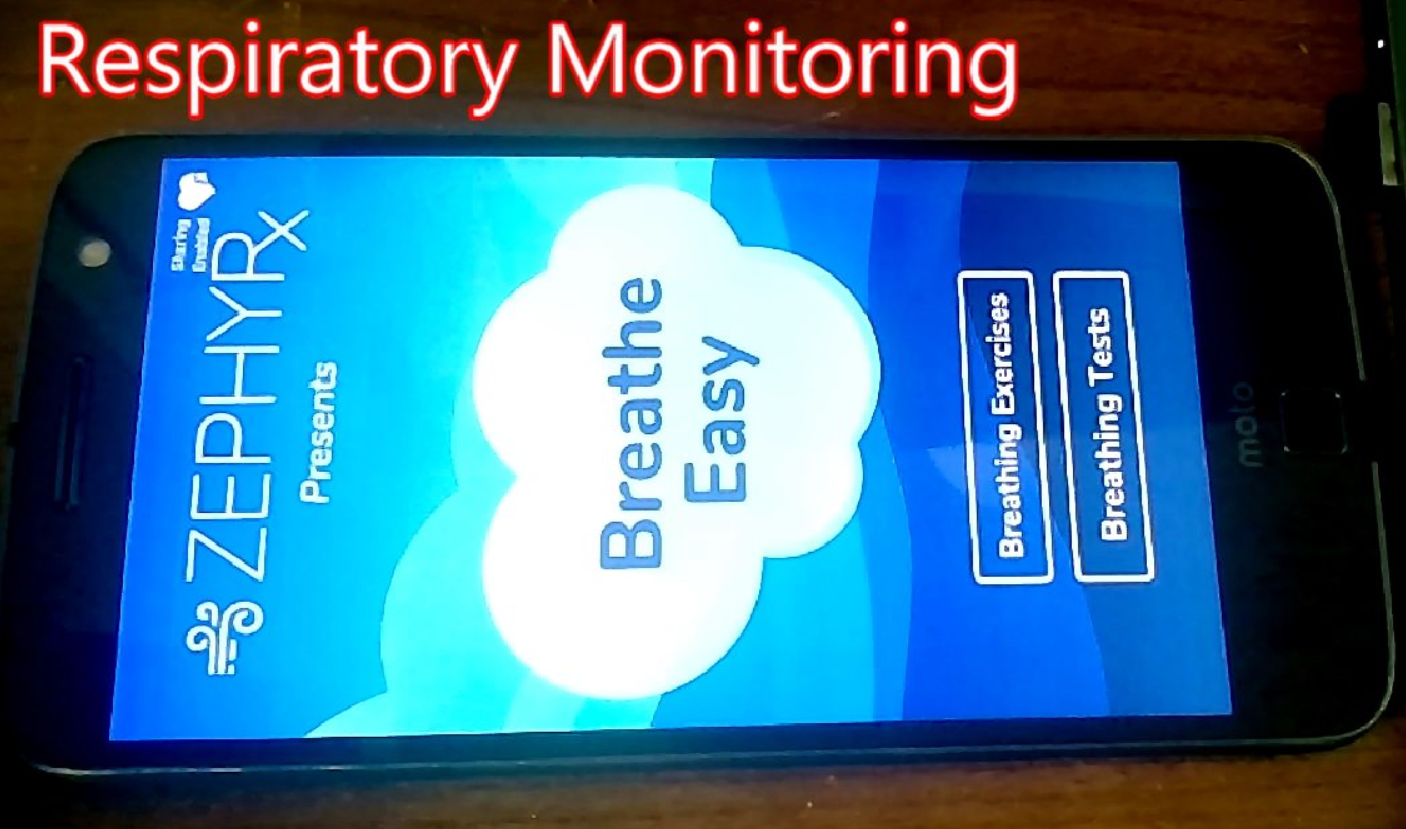 Respiratory Monitoring
Sharing
Enabled
ZEPHYRx
Presents
Breathe
Easy
Breathing Exercises
Breathing Tests
moto